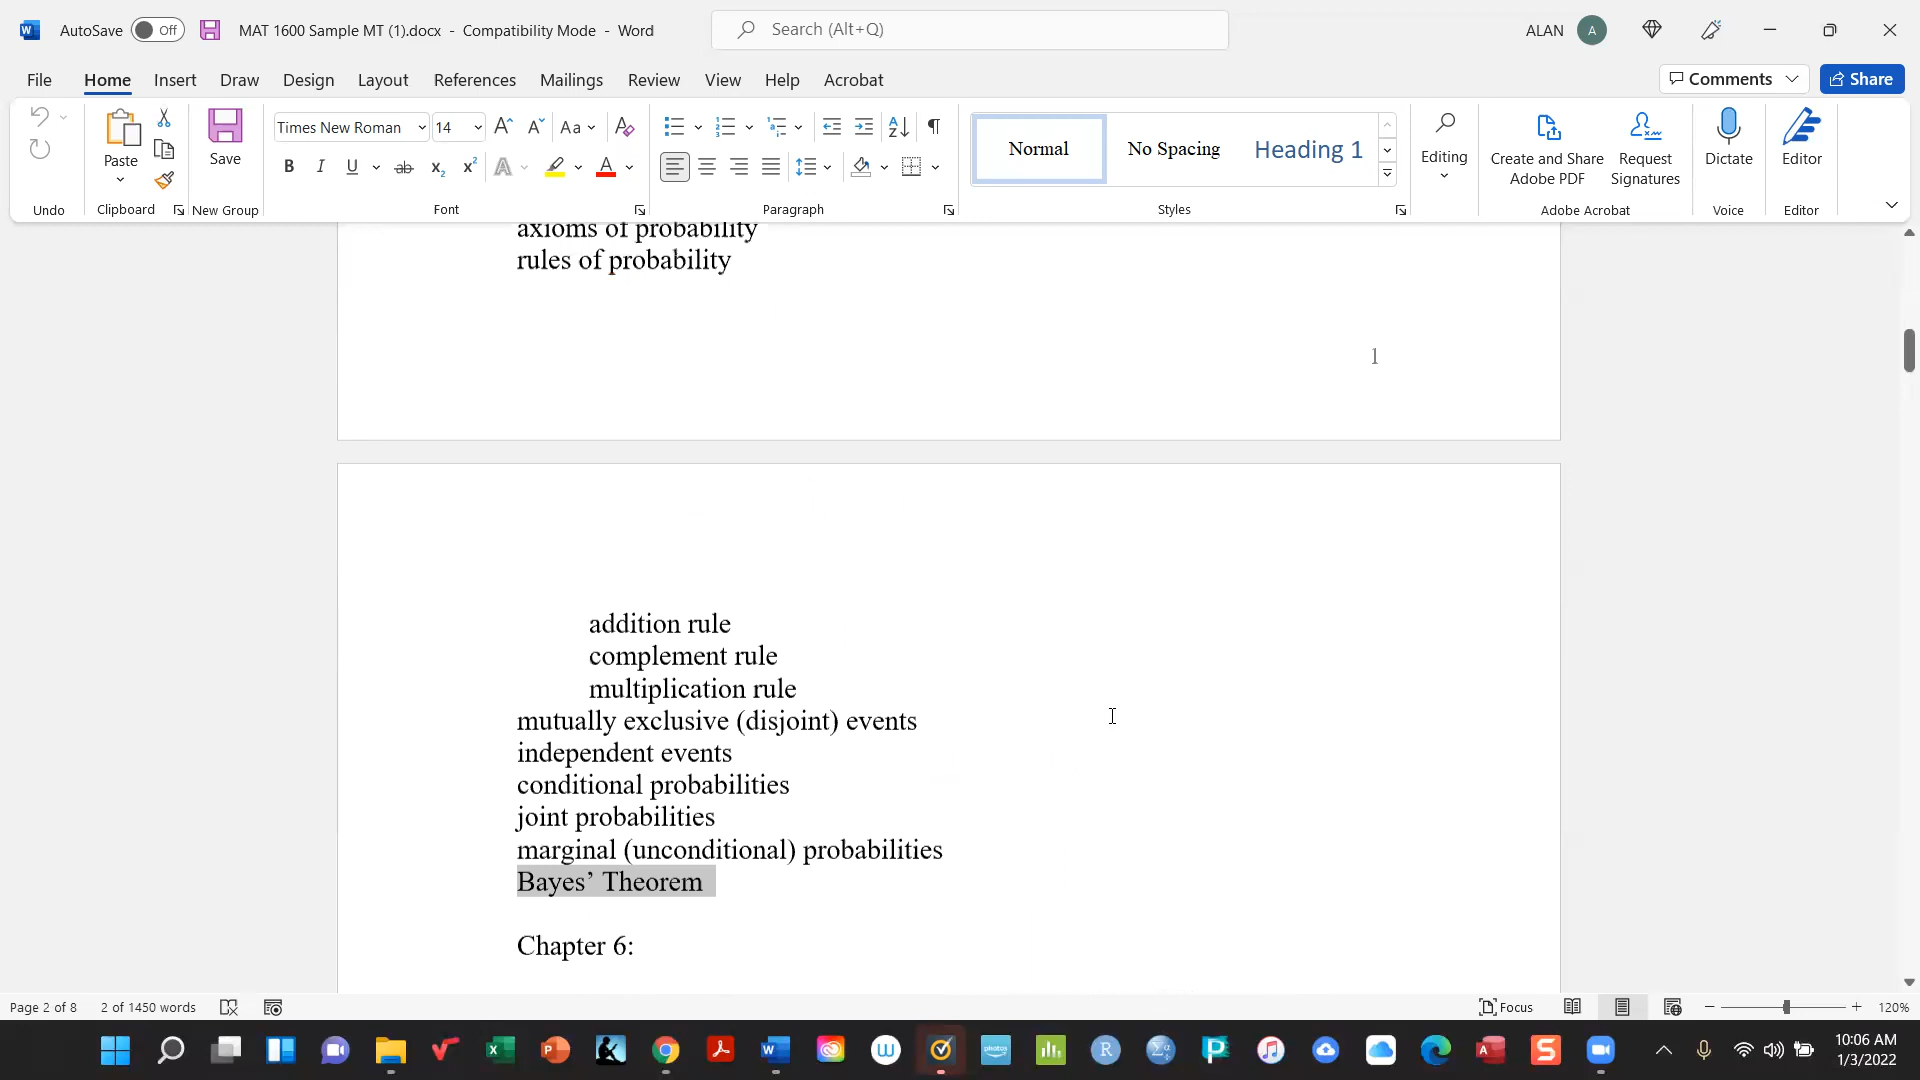 AutoSave Off MAT 1600 Sample MT (1).docx - Compatibility Mode - Word Search (Alt+Q) ALAN A
File Home Insert Draw Design Layout References Mailings Review View Help Acrobat Comments Share
Times New Roman 14 Aa
Normal No Spacing Heading 1
Paste Save Editing Create and Share Adobe PDF Request Signatures Dictate Editor
Undo Clipboard New Group Font Paragraph Styles Adobe Acrobat Voice Editor
axioms of probability
rules of probability
1
addition rule
complement rule
multiplication rule
mutually exclusive (disjoint) events
independent events
conditional probabilities
joint probabilities
marginal (unconditional) probabilities
Bayes’ Theorem
Chapter 6:
Page 2 of 8 2 of 1450 words Focus 120%
10:06 AM
1/3/2022